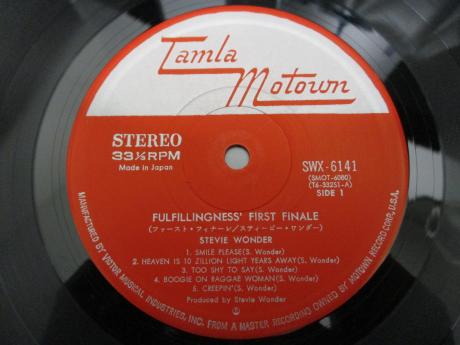 Tamla
Motown
STEREO
33⅓RPM
Made in Japan
SWX-6141
(SMOT-6080)
(T6-332S1-A)
SIDE 1
FULFILLINGNESS' FIRST FINALE
(ファースト・フィナーレ/スティービー・ワンダー)
STEVIE WONDER
1. SMILE PLEASE(S. Wonder)
2. HEAVEN IS 10 ZILLION LIGHT YEARS AWAY(S. Wonder)
3. TOO SHY TO SAY(S. Wonder)
4. BOOGIE ON RAGGAE WOMAN(S. Wonder)
5. CREEPIN'(S. Wonder)
Produced by Stevie Wonder
MANUFACTURED BY VICTOR MUSICAL INDUSTRIES, INC. FROM A MASTER RECORDING OWNED BY MOTOWN RECORD CORP., U.S.A.